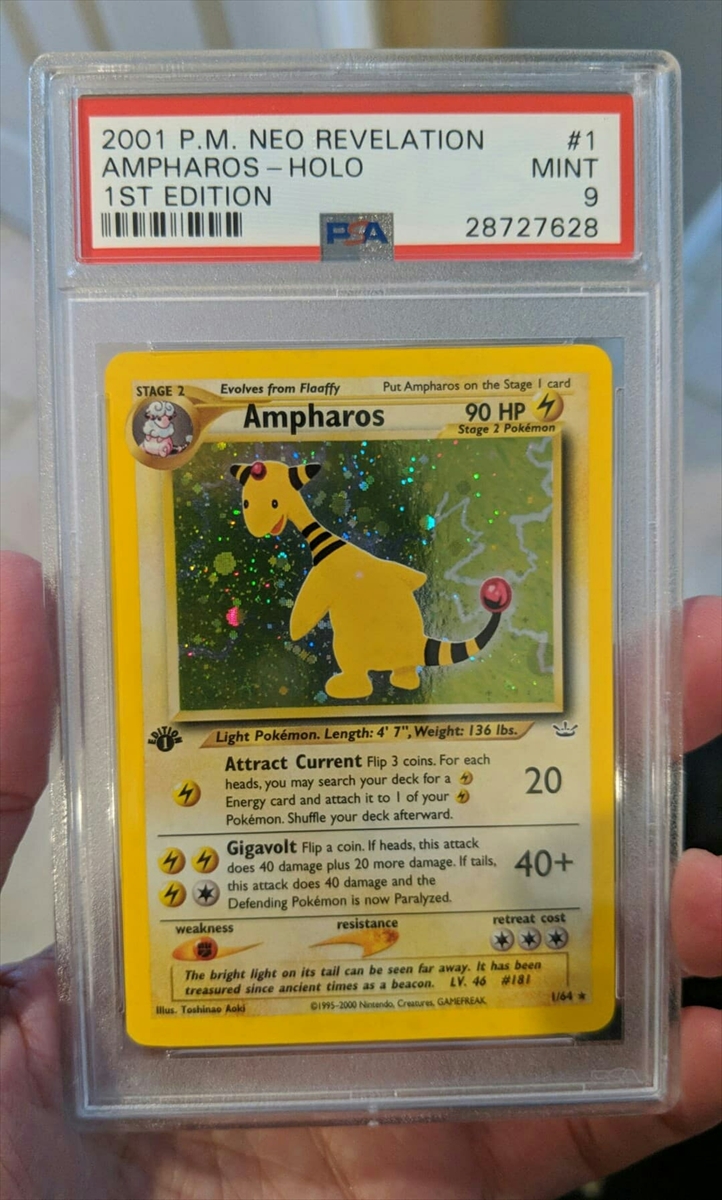 2001 P.M. NEO REVELATION #1
AMPHAROS – HOLO MINT
1ST EDITION 9
PSA 28727628
STAGE 2 Evolves from Flaaffy Put Ampharos on the Stage 1 card
Ampharos 90 HP
Stage 2 Pokémon
EDITION
1
Light Pokémon. Length: 4' 7", Weight: 136 lbs.
Attract Current Flip 3 coins. For each
heads, you may search your deck for a
Energy card and attach it to 1 of your
Pokémon. Shuffle your deck afterward.
20
Gigavolt Flip a coin. If heads, this attack
does 40 damage plus 20 more damage. If tails,
this attack does 40 damage and the
Defending Pokémon is now Paralyzed.
40+
weakness resistance retreat cost
The bright light on its tail can be seen far away. It has been
treasured since ancient times as a beacon. LV. 46 #181
Illus. Toshinao Aoki ©1995-2000 Nintendo, Creatures, GAMEFREAK. 1/64 ★